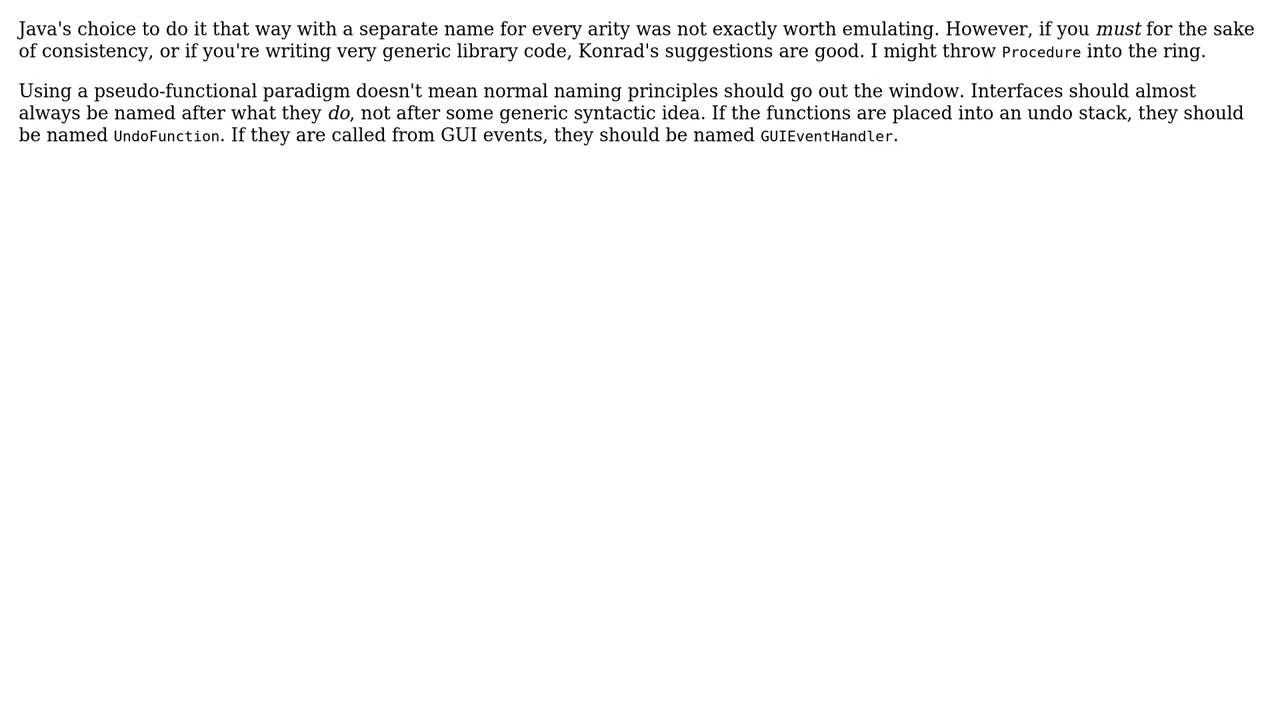 Java's choice to do it that way with a separate name for every arity was not exactly worth emulating. However, if you must for the sake
of consistency, or if you're writing very generic library code, Konrad's suggestions are good. I might throw Procedure into the ring.
Using a pseudo-functional paradigm doesn't mean normal naming principles should go out the window. Interfaces should almost
always be named after what they do, not after some generic syntactic idea. If the functions are placed into an undo stack, they should
be named UndoFunction. If they are called from GUI events, they should be named GUIEventHandler.